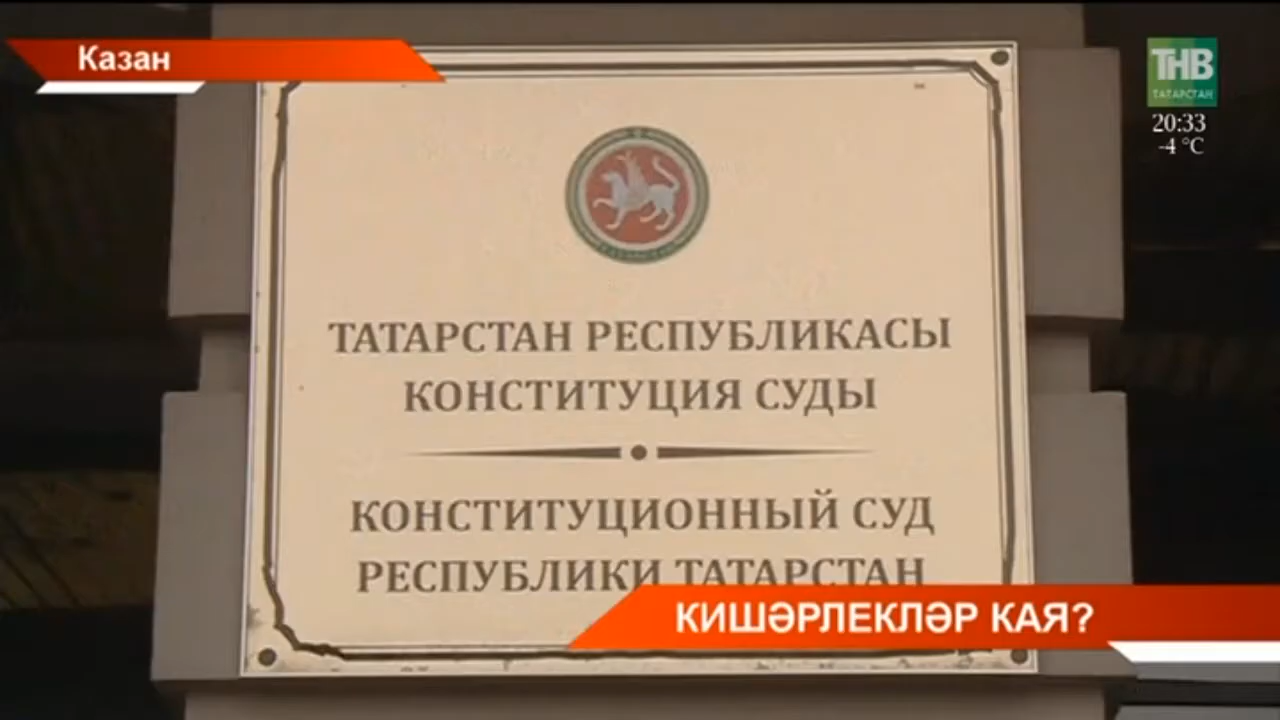 Казан
ТНВ
ТАТАРСТАН
20:33
-4 °C
ТАТАРСТАН РЕСПУБЛИКАСЫ
КОНСТИТУЦИЯ СУДЫ
КОНСТИТУЦИОННЫЙ СУД
РЕСПУБЛИКИ ТАТАРСТАН
КИШӘРЛЕКЛӘР КАЯ?